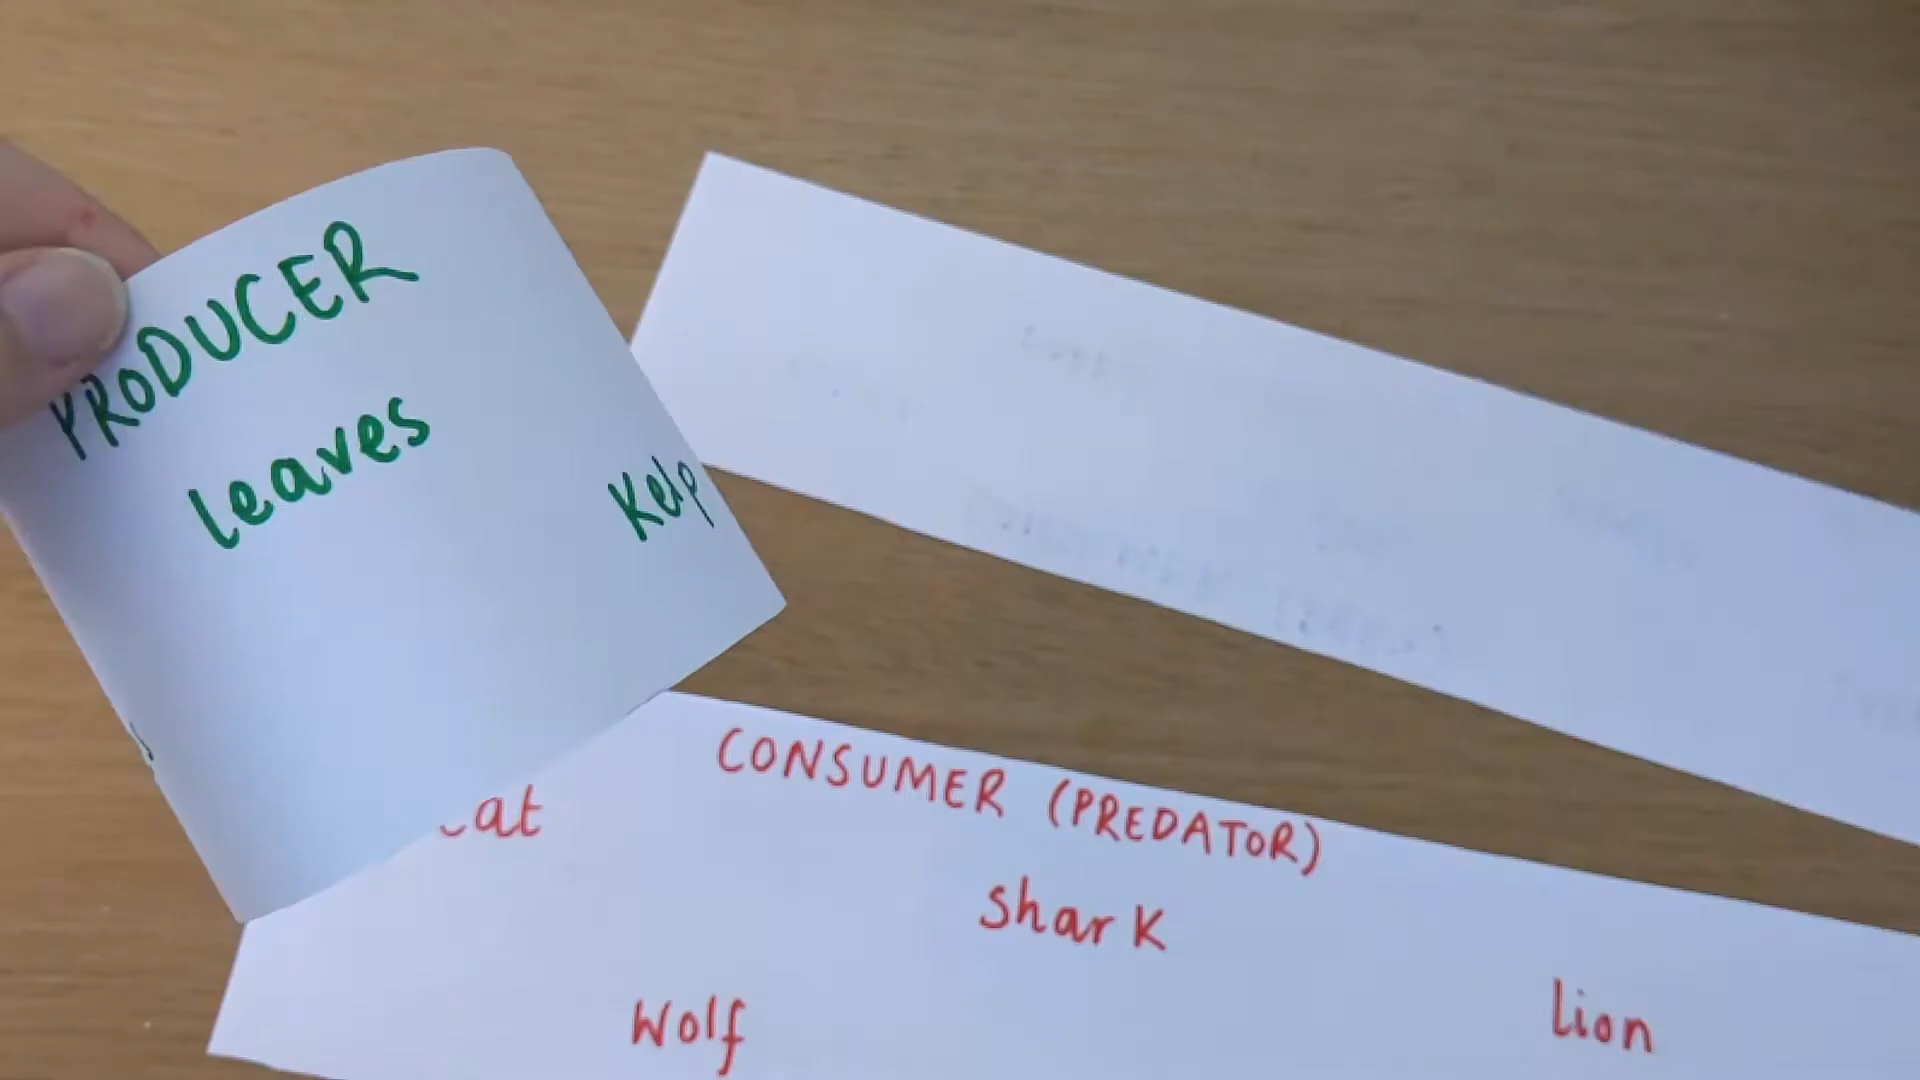 PRODUCER
leaves
Kelp
cat
CONSUMER (PREDATOR)
shark
Wolf
lion